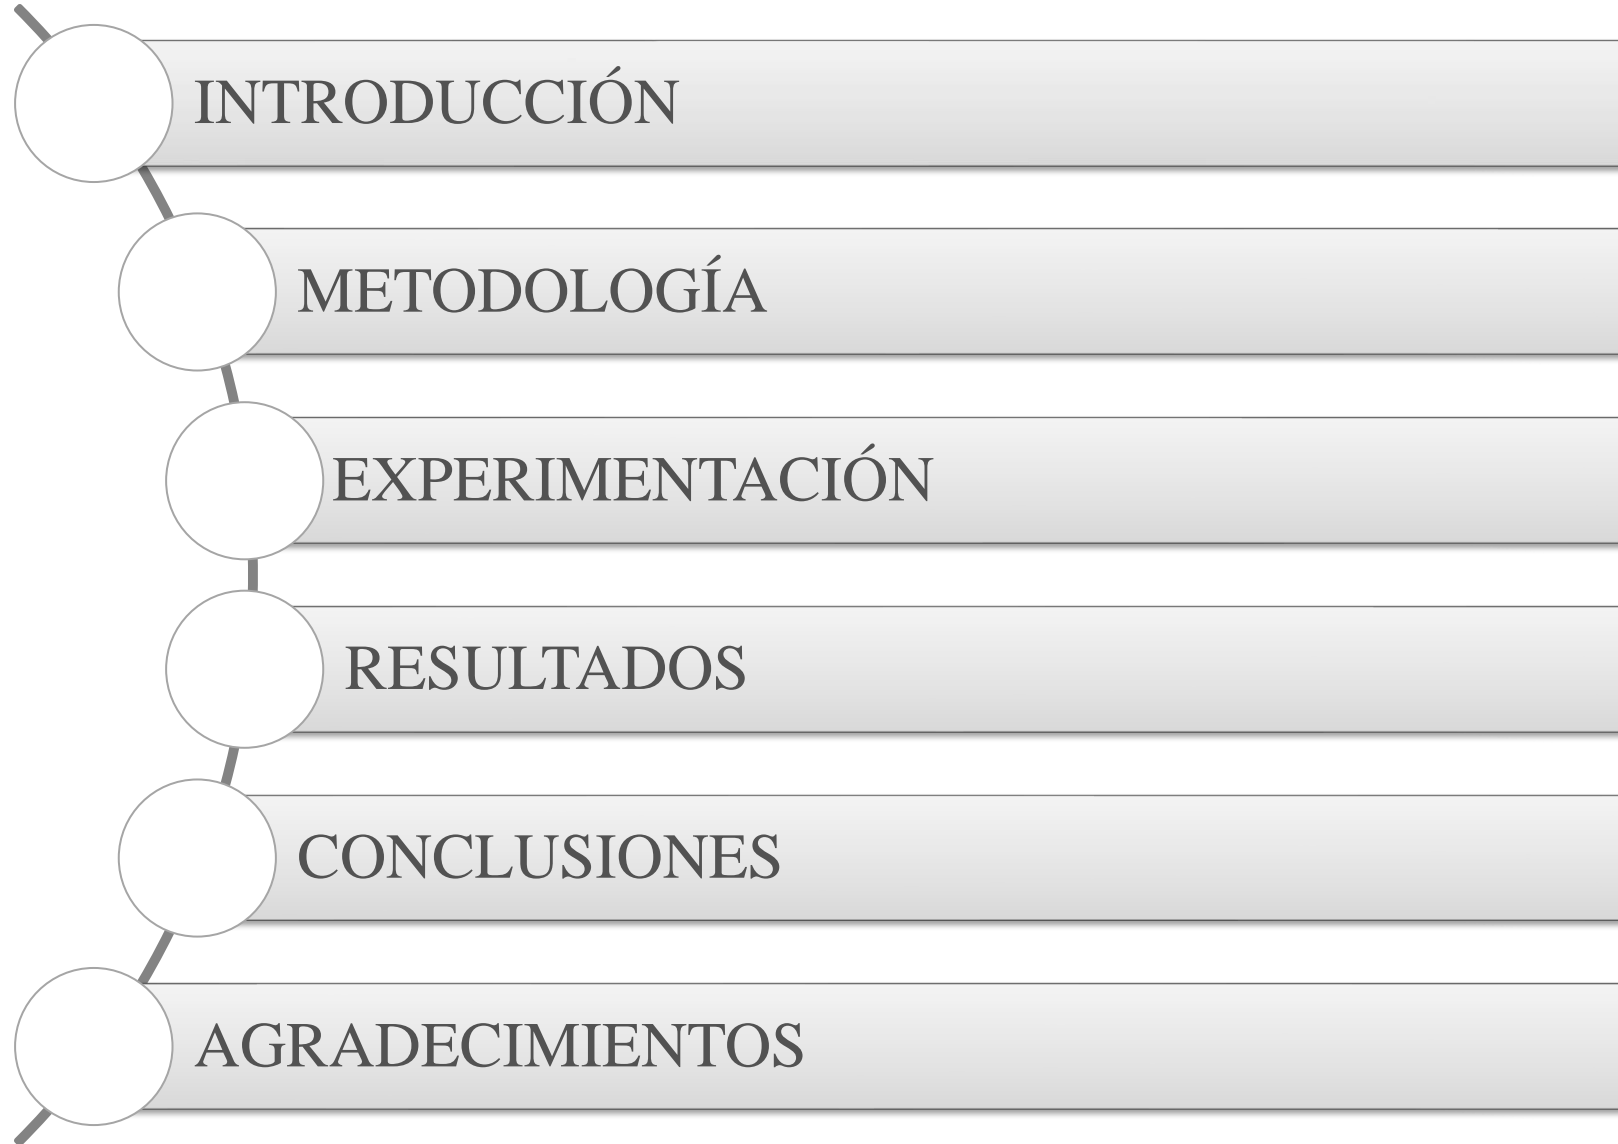 INTRODUCCIÓN
METODOLOGÍA
EXPERIMENTACIÓN
RESULTADOS
CONCLUSIONES
AGRADECIMIENTOS